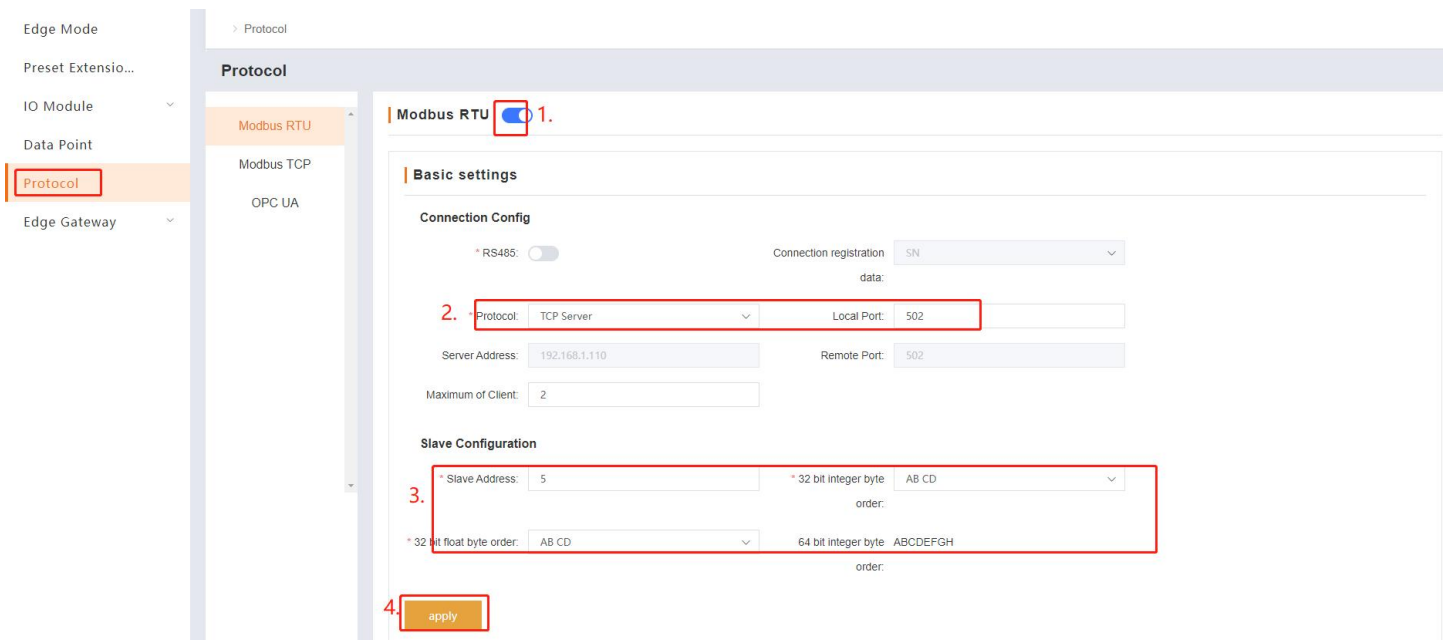 Edge Mode
Preset Extensio...
IO Module
Data Point
Protocol
Edge Gateway
> Protocol
Protocol
Modbus RTU
Modbus TCP
OPC UA
Modbus RTU 1.
Basic settings
Connection Config
* RS485:
Connection registration data:
SN
2. * Protocol: TCP Server
Local Port: 502
Server Address: 192.168.1.110
Remote Port: 502
Maximum of Client: 2
Slave Configuration
3.
* Slave Address: 5
* 32 bit integer byte order:
AB CD
* 32 bit float byte order: AB CD
64 bit integer byte order:
ABCDEFGH
4. apply